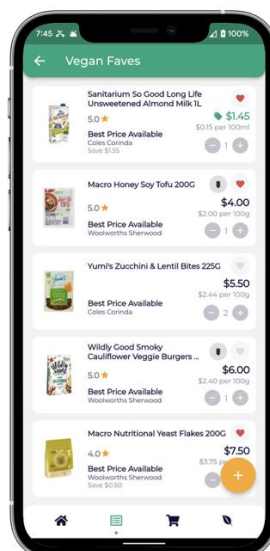 7:45
100%
Vegan Faves
Sanitarium So Good Long Life
Unsweetened Almond Milk 1L
5.0
$1.45
$0.15 per 100ml
Best Price Available
Coles Corinda
Save $1.55
1
Macro Honey Soy Tofu 200G
5.0
$4.00
$2.00 per 100g
Best Price Available
Woolworths Sherwood
1
Yumi's Zucchini & Lentil Bites 225G
$5.50
$2.44 per 100g
Best Price Available
Coles Corinda
2
Wildly Good Smoky
Cauliflower Veggie Burgers ...
5.0
$6.00
$2.40 per 100g
Best Price Available
Woolworths Sherwood
1
Macro Nutritional Yeast Flakes 200G
4.0
$7.50
$3.75 per
Best Price Available
Woolworths Sherwood
Save $0.50